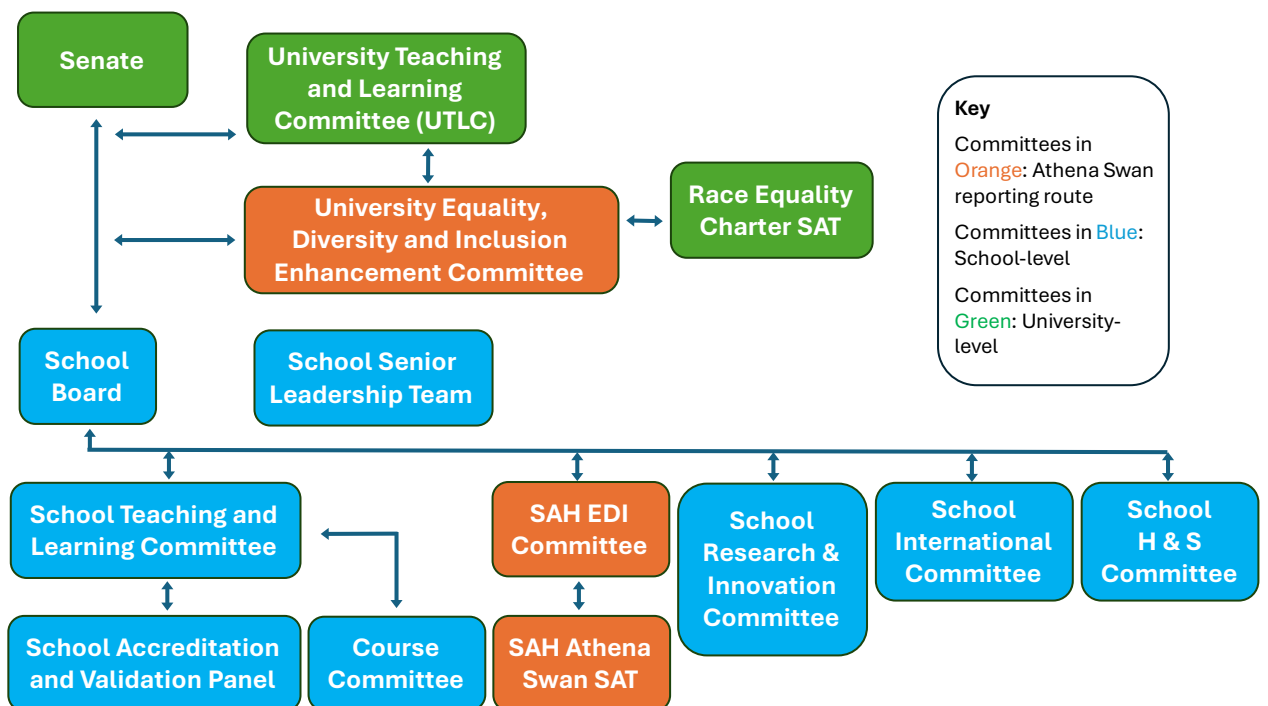 Senate
University Teaching
and Learning
Committee (UTLC)
Key
Committees in
Orange: Athena Swan
reporting route
Committees in Blue:
School-level
Committees in
Green: University-
level
University Equality,
Diversity and Inclusion
Enhancement Committee
Race Equality
Charter SAT
School
Board
School Senior
Leadership Team
School Teaching and
Learning Committee
SAH EDI
Committee
School
Research &
Innovation
Committee
School
International
Committee
School
H & S
Committee
School Accreditation
and Validation Panel
Course
Committee
SAH Athena
Swan SAT